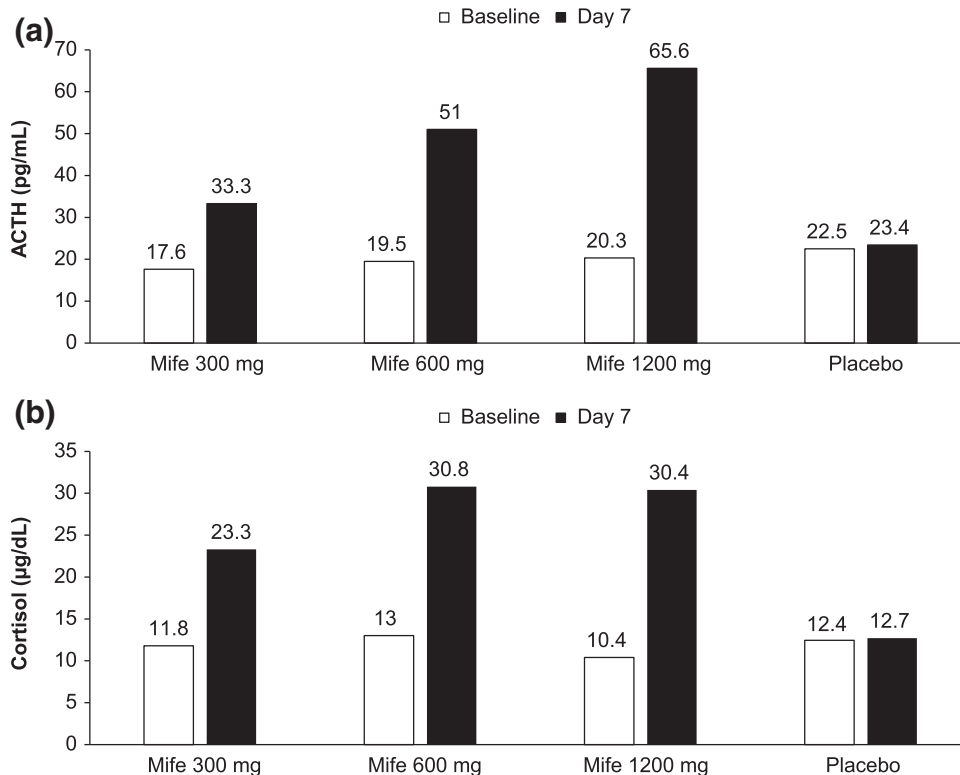 (a)
Baseline Day 7
ACTH (pg/mL)
70
60
50
40
30
20
10
0
17.6 33.3 19.5 51 20.3 65.6 22.5 23.4
Mife 300 mg Mife 600 mg Mife 1200 mg Placebo
(b)
Baseline Day 7
Cortisol (μg/dL)
35
30
25
20
15
10
5
0
11.8 23.3 13 30.8 10.4 30.4 12.4 12.7
Mife 300 mg Mife 600 mg Mife 1200 mg Placebo